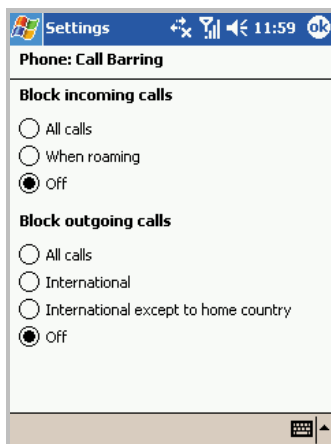 Settings 11:59 ok
Phone: Call Barring
Block incoming calls
All calls
When roaming
Off
Block outgoing calls
All calls
International
International except to home country
Off